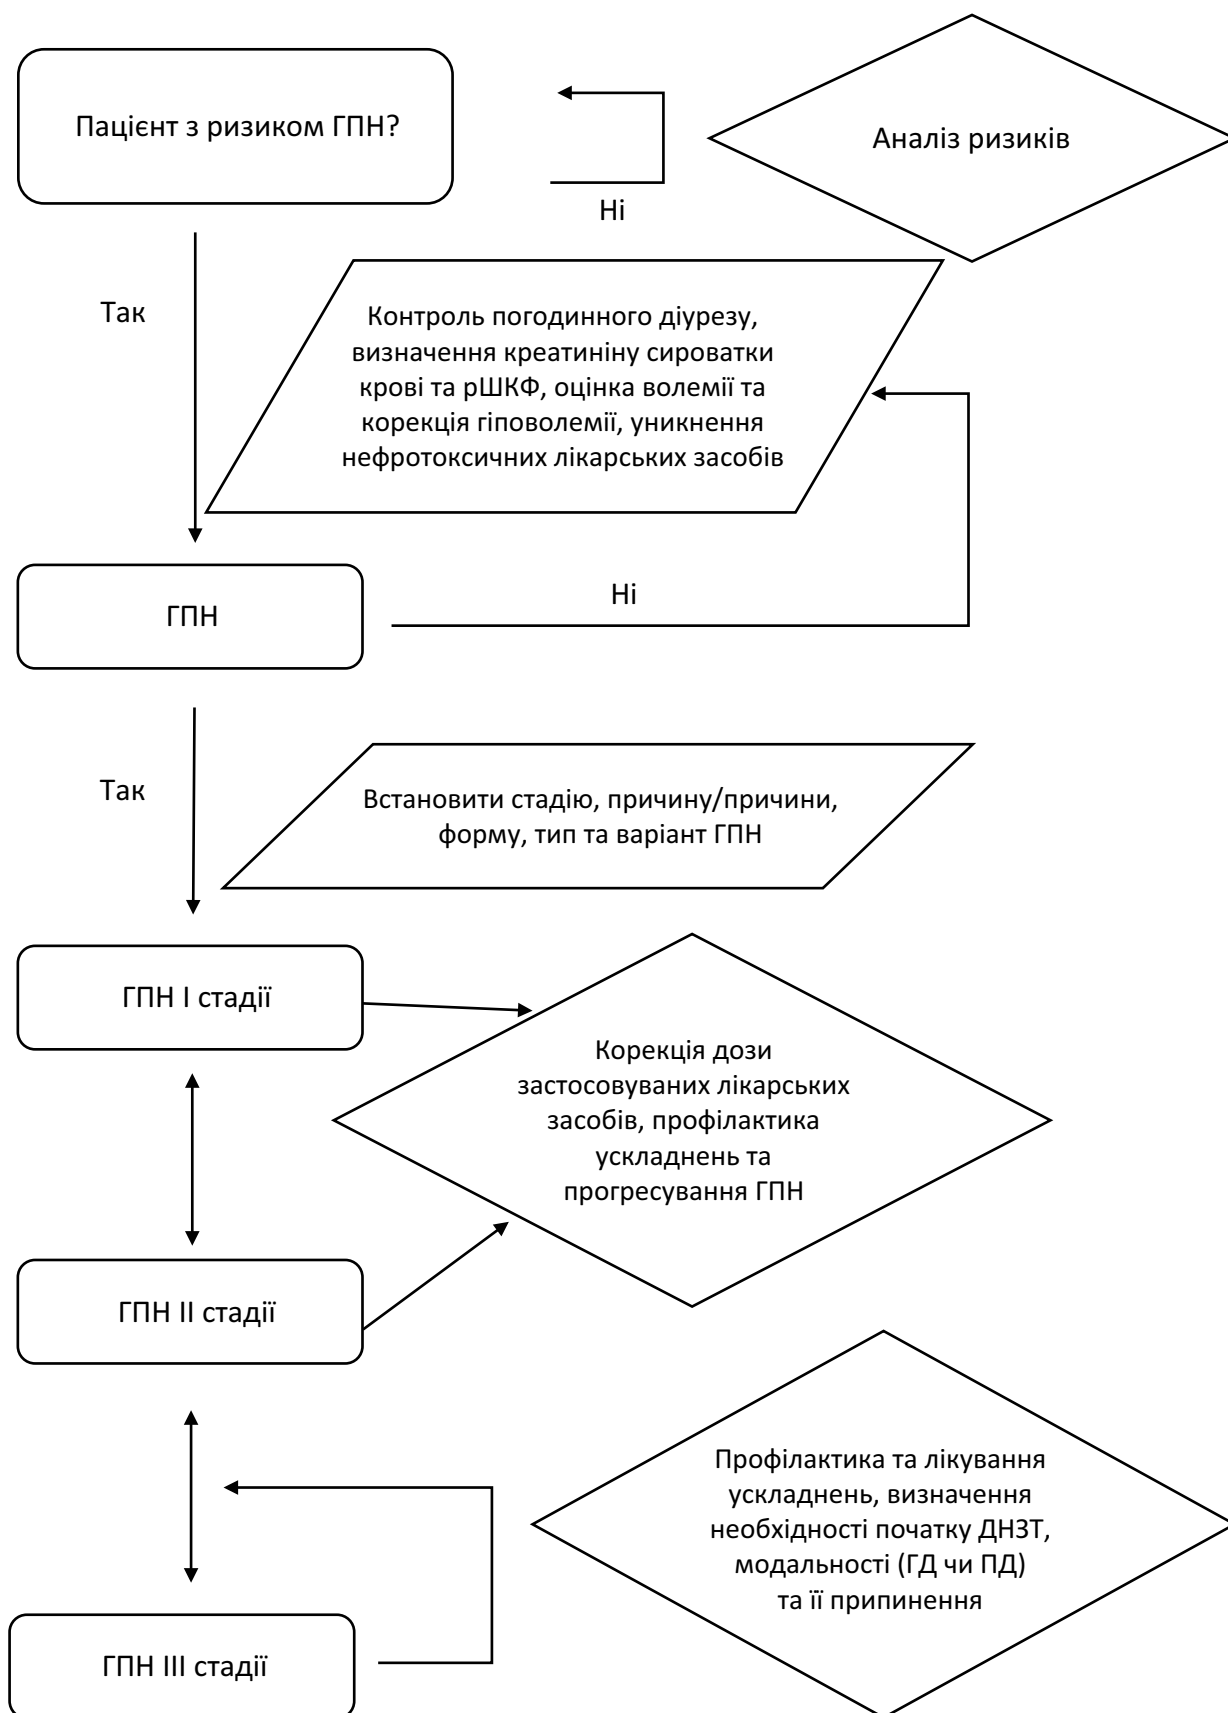 Пацієнт з ризиком ГПН?
Аналіз ризиків
Ні
Так
Контроль погодинного діурезу,
визначення креатиніну сироватки
крові та рШКФ, оцінка волемії та
корекція гіповолемії, уникнення
нефротоксичних лікарських засобів
ГПН
Ні
Так
Встановити стадію, причину/причини,
форму, тип та варіант ГПН
ГПН I стадії
Корекція дози
застосовуваних лікарських
засобів, профілактика
ускладнень та
прогресування ГПН
ГПН II стадії
Профілактика та лікування
ускладнень, визначення
необхідності початку ДНЗТ,
модальності (ГД чи ПД)
та її припинення
ГПН III стадії